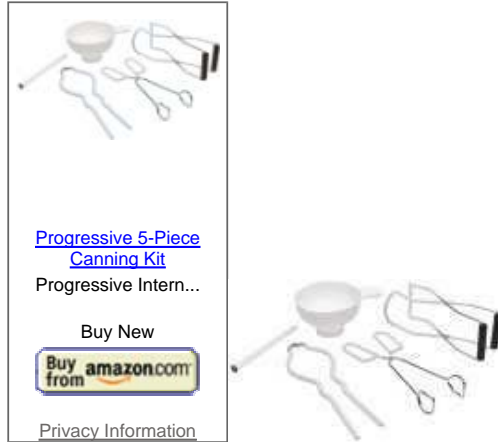 Progressive 5-Piece
Canning Kit
Progressive Intern...
Buy New
Buy
from amazon.com
Privacy Information